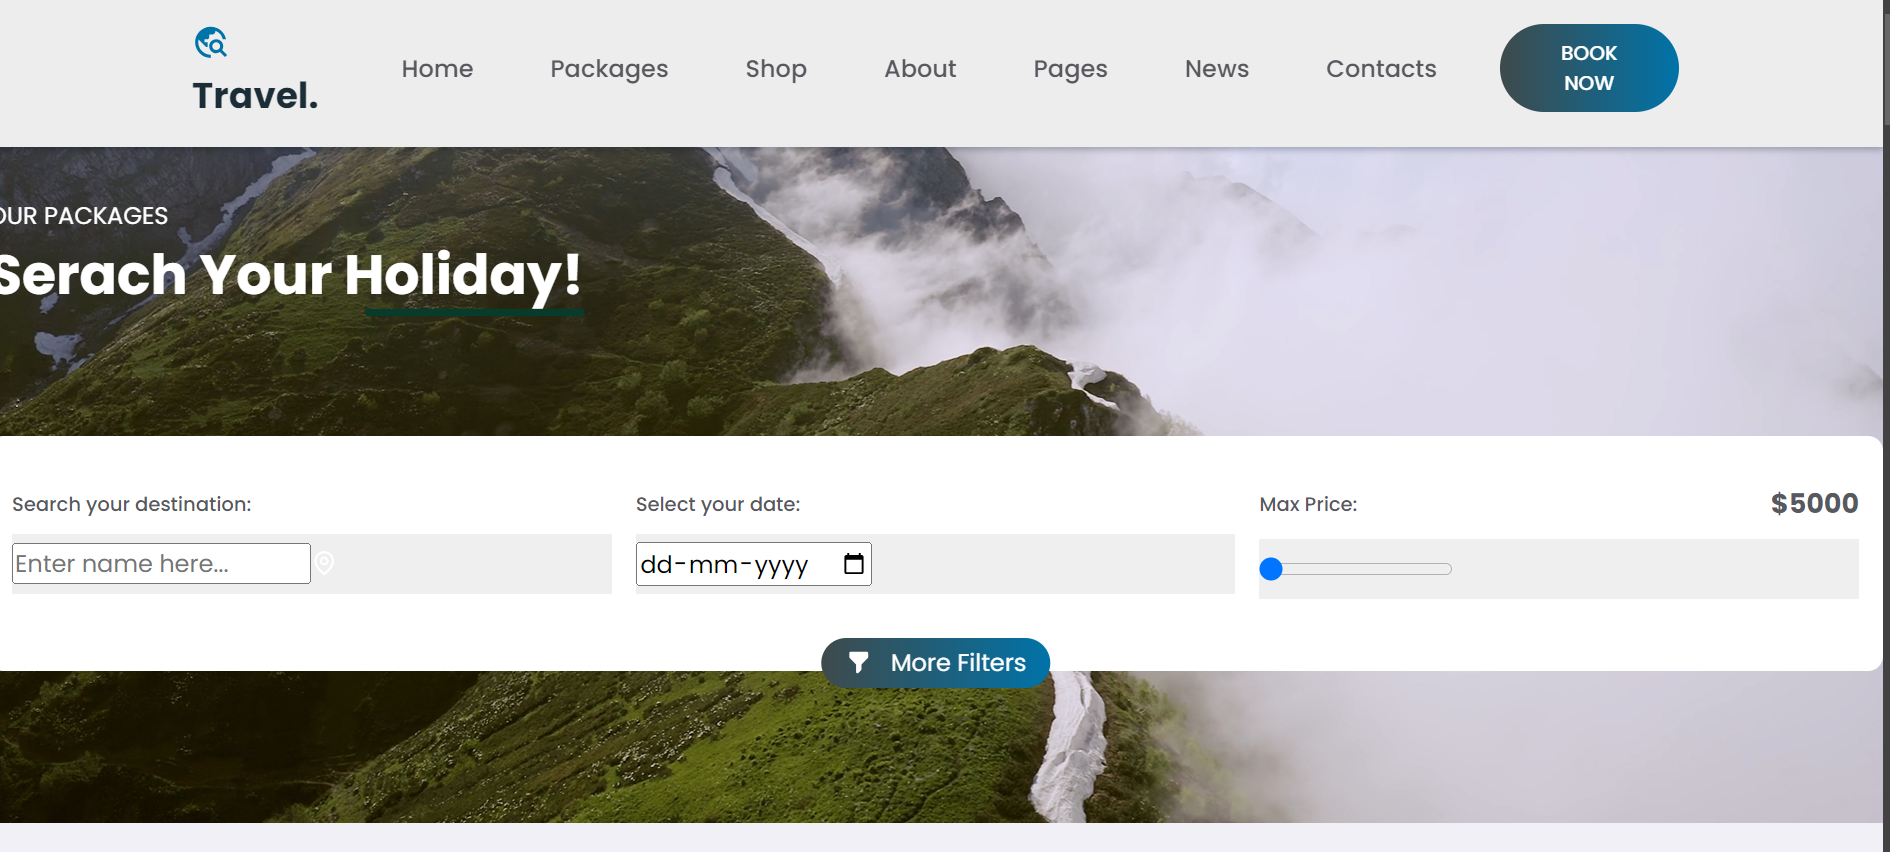 Travel.
Home Packages Shop About Pages News Contacts
BOOK
NOW
OUR PACKAGES
Serach Your Holiday!
Search your destination:
Enter name here...
Select your date:
dd-mm-yyyy
Max Price:
$5000
More Filters